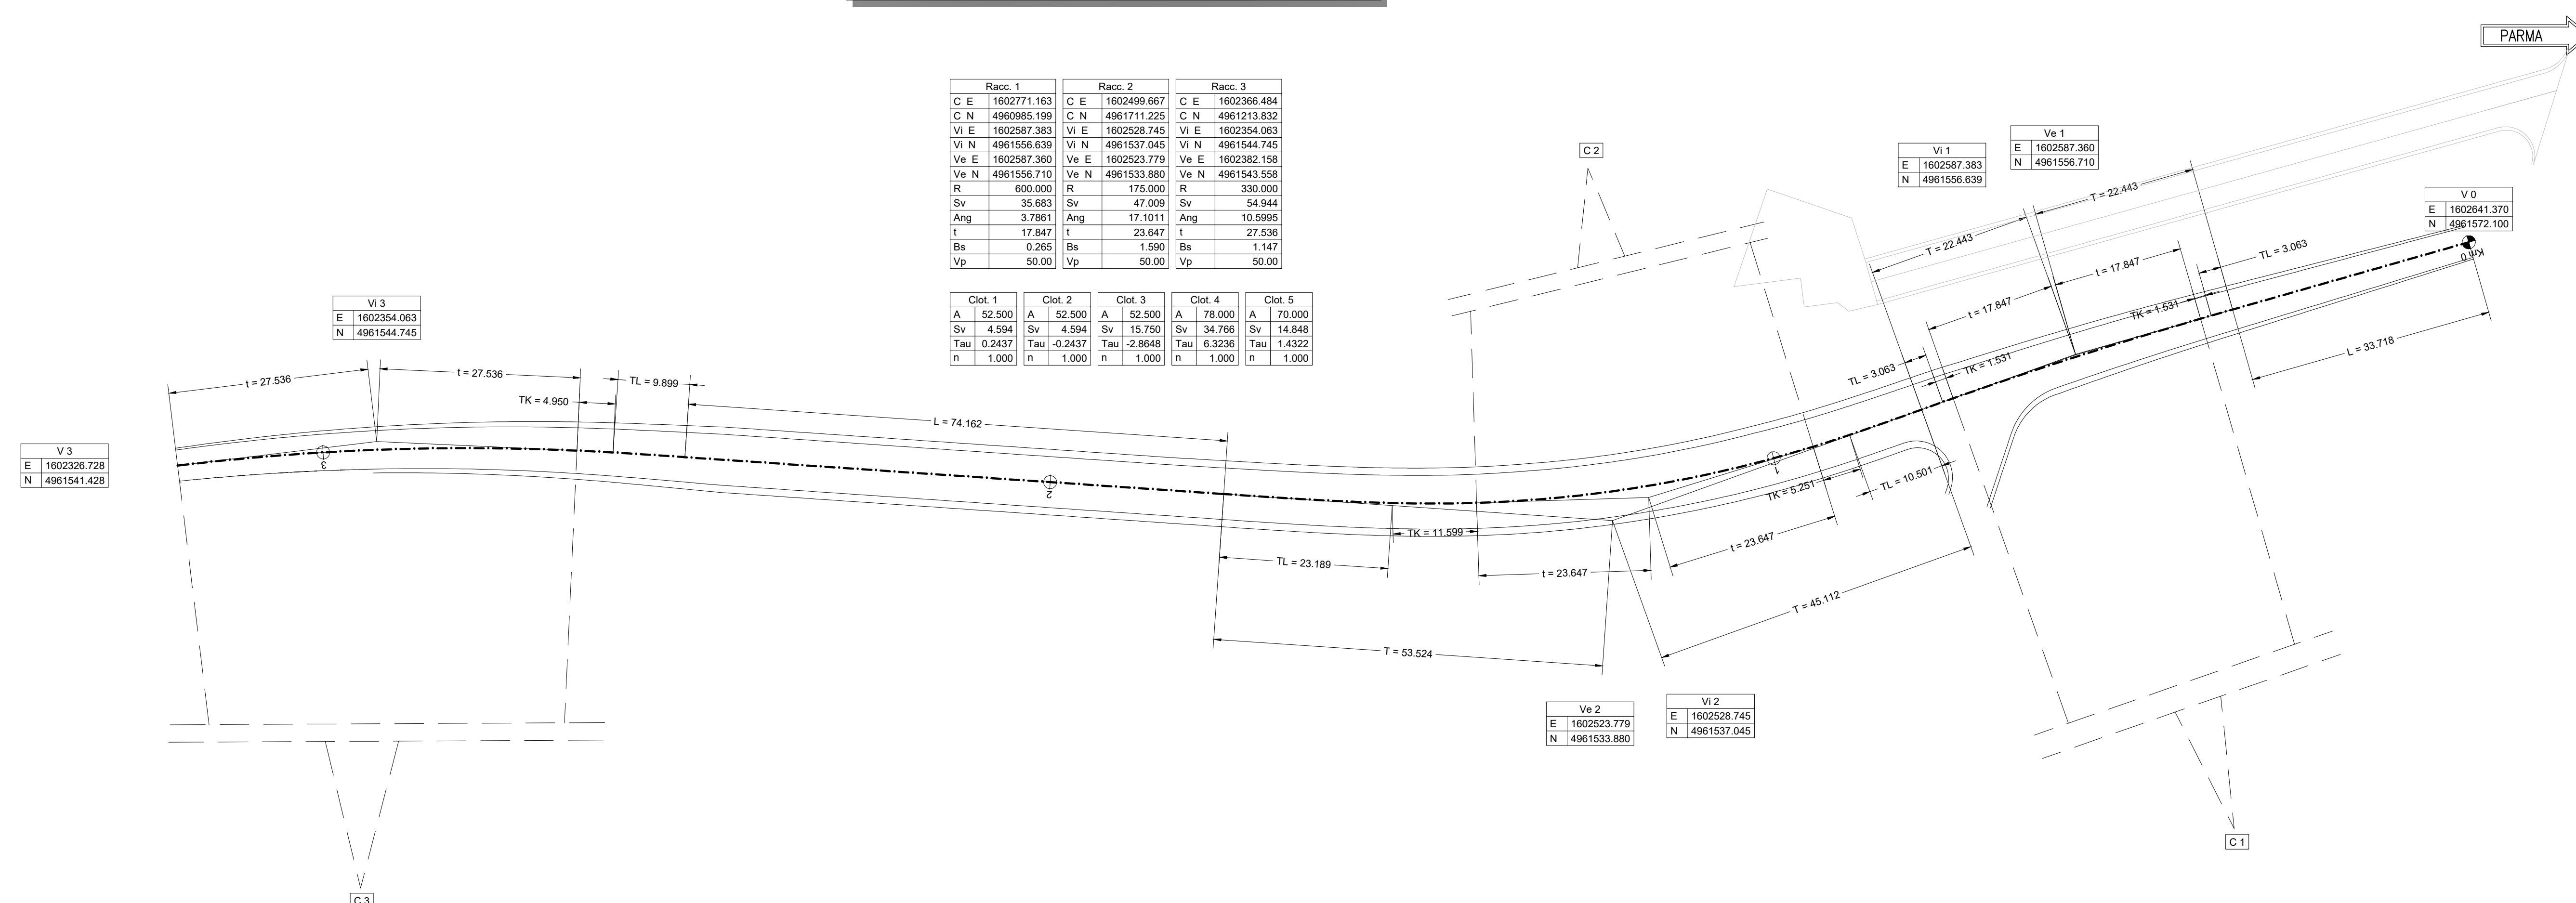 PARMA
Racc. 1
C E 1602771.163
C N 4960985.199
Vi E 1602587.383
Vi N 4961556.639
Ve E 1602587.360
Ve N 4961556.710
R 600.000
Sv 35.683
Ang 3.7861
t 17.847
Bs 0.265
Vp 50.00
Racc. 2
C E 1602499.667
C N 4961711.225
Vi E 1602528.745
Vi N 4961537.045
Ve E 1602523.779
Ve N 4961533.880
R 175.000
Sv 47.009
Ang 17.1011
t 23.647
Bs 1.590
Vp 50.00
Racc. 3
C E 1602366.484
C N 4961213.832
Vi E 1602354.063
Vi N 4961544.745
Ve E 1602382.158
Ve N 4961543.558
R 330.000
Sv 54.944
Ang 10.5995
t 27.536
Bs 1.147
Vp 50.00
Clot. 1
A 52.500
Sv 4.594
Tau 0.2437
n 1.000
Clot. 2
A 52.500
Sv 4.594
Tau -0.2437
n 1.000
Clot. 3
A 52.500
Sv 15.750
Tau -2.8648
n 1.000
Clot. 4
A 78.000
Sv 34.766
Tau 6.3236
n 1.000
Clot. 5
A 70.000
Sv 14.848
Tau 1.4322
n 1.000
C 2
Vi 1
E 1602587.383
N 4961556.639
Ve 1
E 1602587.360
N 4961556.710
V 0
E 1602641.370
N 4961572.100
Km 0
T = 22.443
T = 22.443
t = 17.847
t = 17.847
TL = 3.063
TK = 1.531
TK = 1.531
TL = 3.063
L = 33.718
Vi 3
E 1602354.063
N 4961544.745
t = 27.536
t = 27.536
TL = 9.899
TK = 4.950
L = 74.162
V 3
E 1602326.728
N 4961541.428
3
2
1
TK = 5.251
TL = 10.501
TK = 11.599
TL = 23.189
t = 23.647
t = 23.647
T = 45.112
T = 53.524
Ve 2
E 1602523.779
N 4961533.880
Vi 2
E 1602528.745
N 4961537.045
C 1
C 3